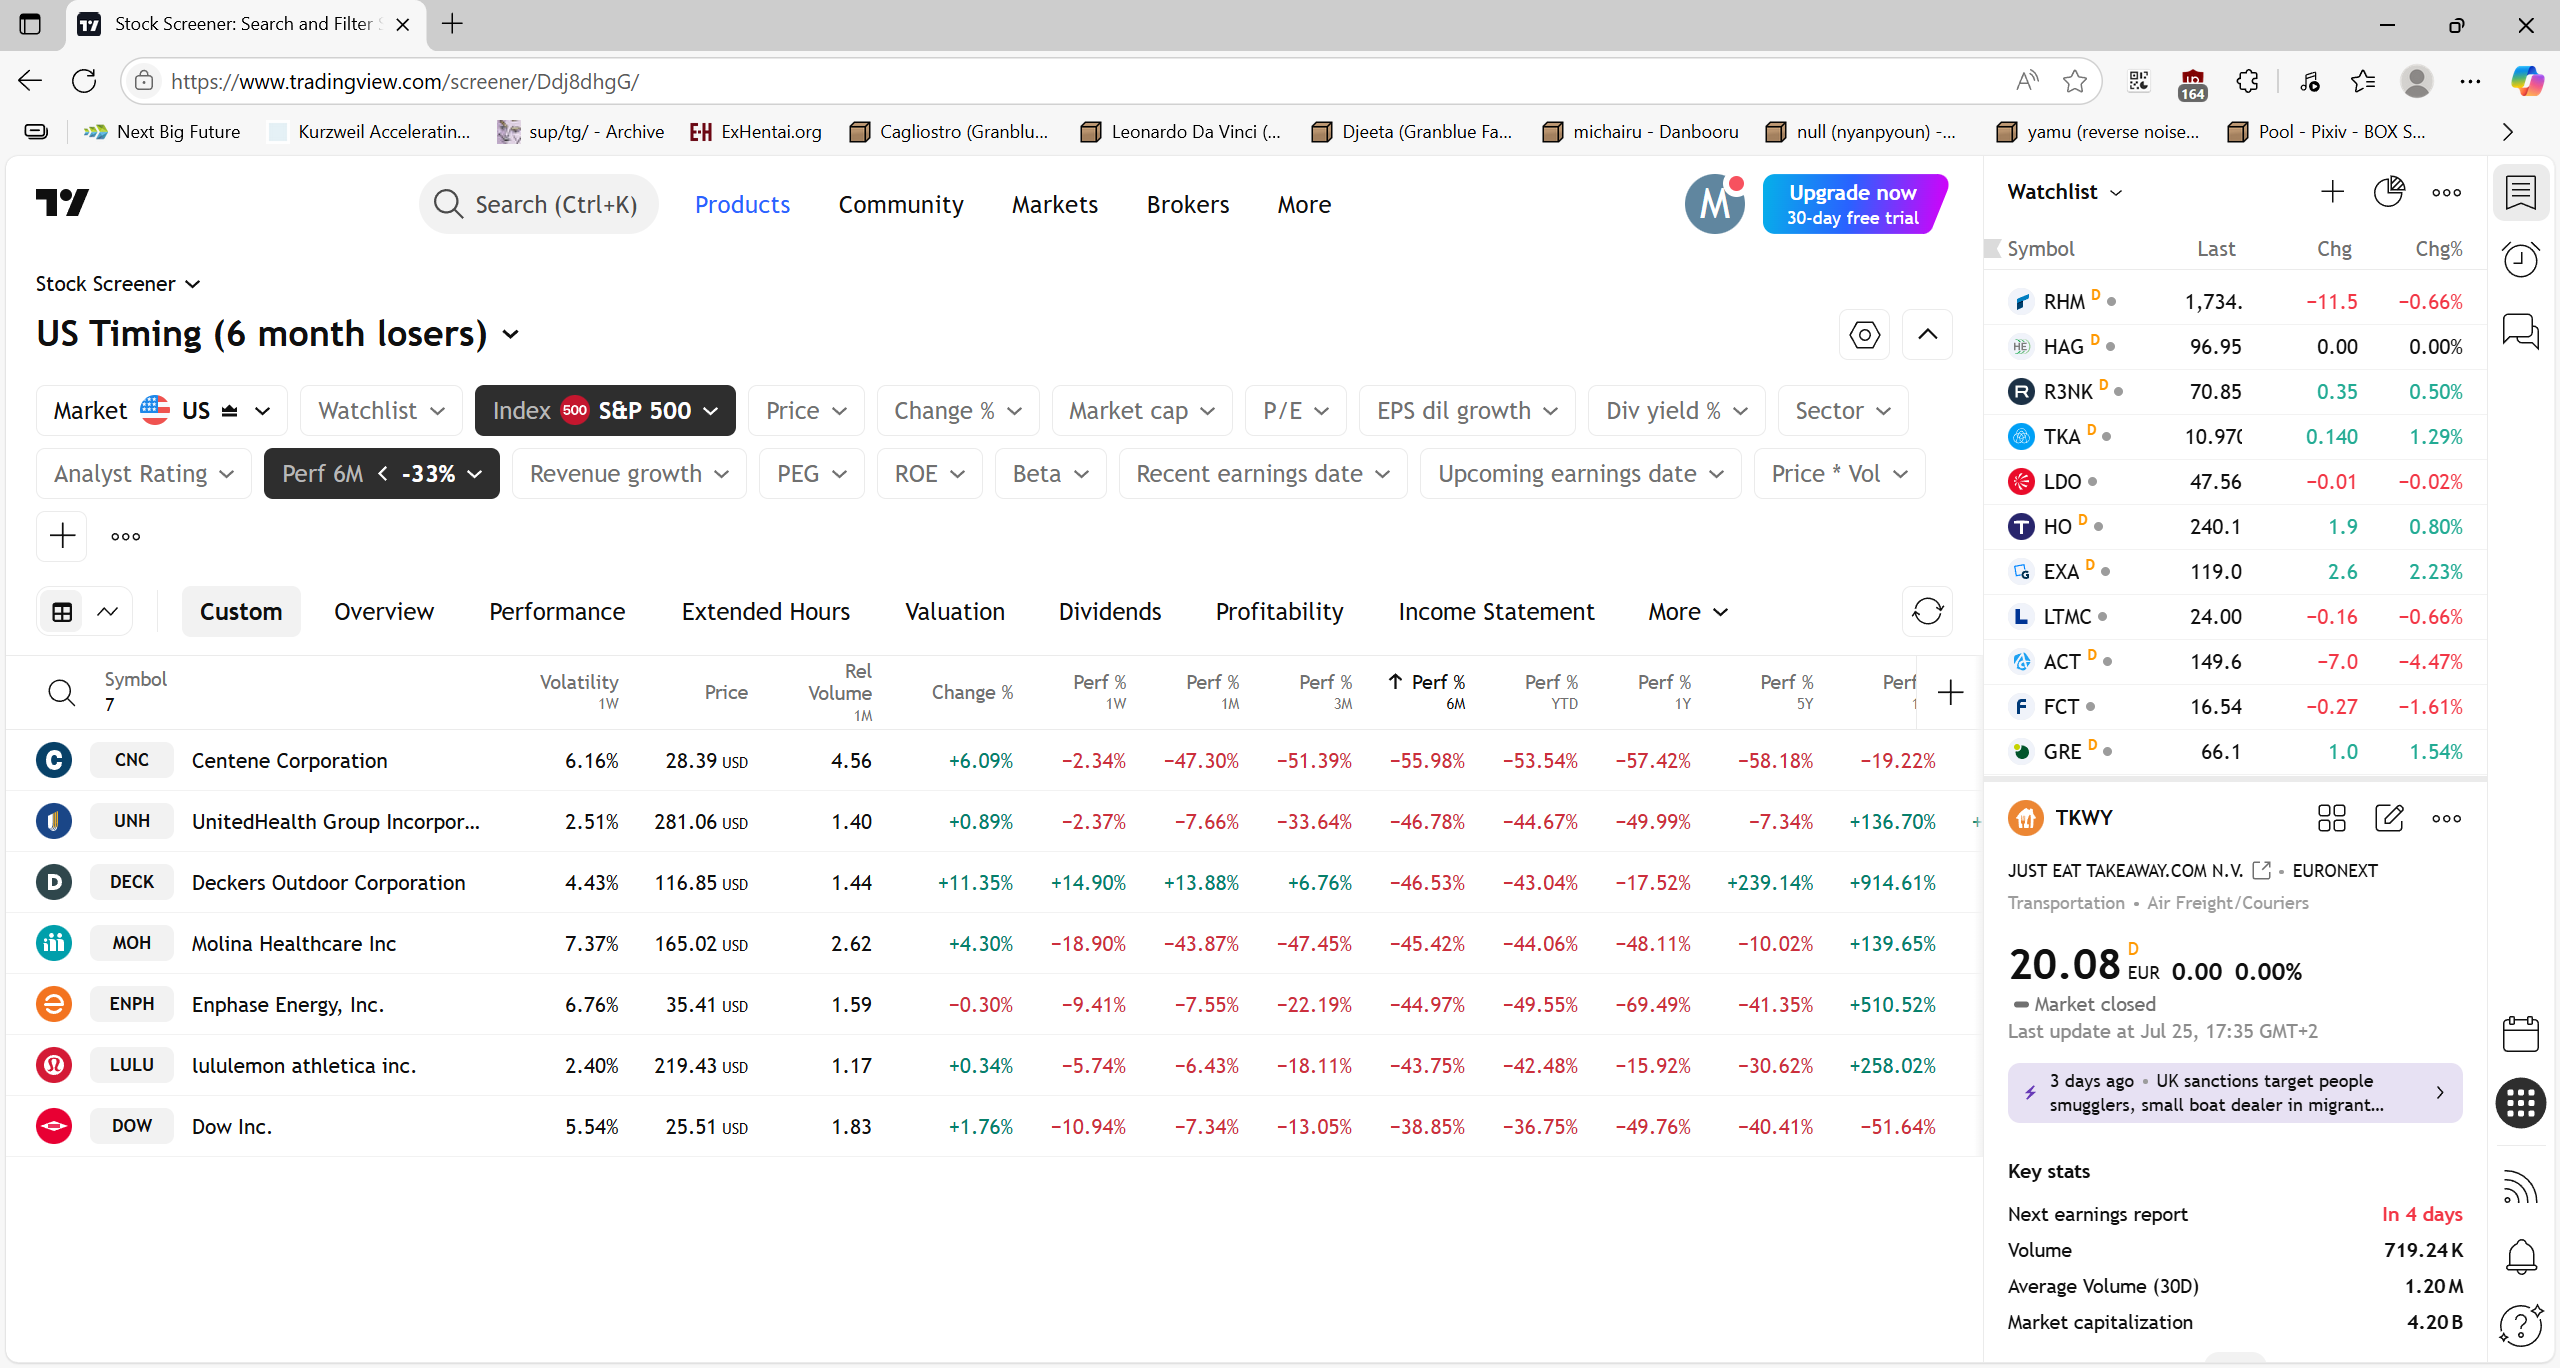 Stock Screener: Search and Filter S
https://www.tradingview.com/screener/Ddj8dhgG/
164
Next Big Future
Kurzweil Acceleratin...
sup/tg/ - Archive
ExHentai.org
Cagliostro (Granblu...
Leonardo Da Vinci (...
Djeeta (Granblue Fa...
michairu - Danbooru
null (nyanpyoun) -...
yamu (reverse noise...
Pool - Pixiv - BOX S...
Search (Ctrl+K)
Products
Community
Markets
Brokers
More
M
Upgrade now
30-day free trial
Stock Screener
US Timing (6 month losers)
Market US
Watchlist
Index 500 S&P 500
Price
Change %
Market cap
P/E
EPS dil growth
Div yield %
Sector
Analyst Rating
Perf 6M < -33%
Revenue growth
PEG
ROE
Beta
Recent earnings date
Upcoming earnings date
Price * Vol
Custom
Overview
Performance
Extended Hours
Valuation
Dividends
Profitability
Income Statement
More
Symbol 7
Volatility 1W
Price
Rel Volume 1M
Change %
Perf % 1W
Perf % 1M
Perf % 3M
↑ Perf % 6M
Perf % YTD
Perf % 1Y
Perf % 5Y
Perf 1
CNC Centene Corporation 6.16% 28.39 USD 4.56 +6.09% −2.34% −47.30% −51.39% −55.98% −53.54% −57.42% −58.18% −19.22%
UNH UnitedHealth Group Incorpor... 2.51% 281.06 USD 1.40 +0.89% −2.37% −7.66% −33.64% −46.78% −44.67% −49.99% −7.34% +136.70% +
DECK Deckers Outdoor Corporation 4.43% 116.85 USD 1.44 +11.35% +14.90% +13.88% +6.76% −46.53% −43.04% −17.52% +239.14% +914.61%
MOH Molina Healthcare Inc 7.37% 165.02 USD 2.62 +4.30% −18.90% −43.87% −47.45% −45.42% −44.06% −48.11% −10.02% +139.65%
ENPH Enphase Energy, Inc. 6.76% 35.41 USD 1.59 −0.30% −9.41% −7.55% −22.19% −44.97% −49.55% −69.49% −41.35% +510.52%
LULU lululemon athletica inc. 2.40% 219.43 USD 1.17 +0.34% −5.74% −6.43% −18.11% −43.75% −42.48% −15.92% −30.62% +258.02%
DOW Dow Inc. 5.54% 25.51 USD 1.83 +1.76% −10.94% −7.34% −13.05% −38.85% −36.75% −49.76% −40.41% −51.64%
Watchlist
Symbol Last Chg Chg%
RHM D 1,734. −11.5 −0.66%
HAG D 96.95 0.00 0.00%
R3NK D 70.85 0.35 0.50%
TKA D 10.970 0.140 1.29%
LDO 47.56 −0.01 −0.02%
HO D 240.1 1.9 0.80%
EXA D 119.0 2.6 2.23%
LTMC 24.00 −0.16 −0.66%
ACT D 149.6 −7.0 −4.47%
FCT 16.54 −0.27 −1.61%
GRE D 66.1 1.0 1.54%
TKWY
JUST EAT TAKEAWAY.COM N.V. • EURONEXT
Transportation • Air Freight/Couriers
20.08 D EUR 0.00 0.00%
Market closed
Last update at Jul 25, 17:35 GMT+2
3 days ago • UK sanctions target people
smugglers, small boat dealer in migrant...
Key stats
Next earnings report In 4 days
Volume 719.24 K
Average Volume (30D) 1.20 M
Market capitalization 4.20 B